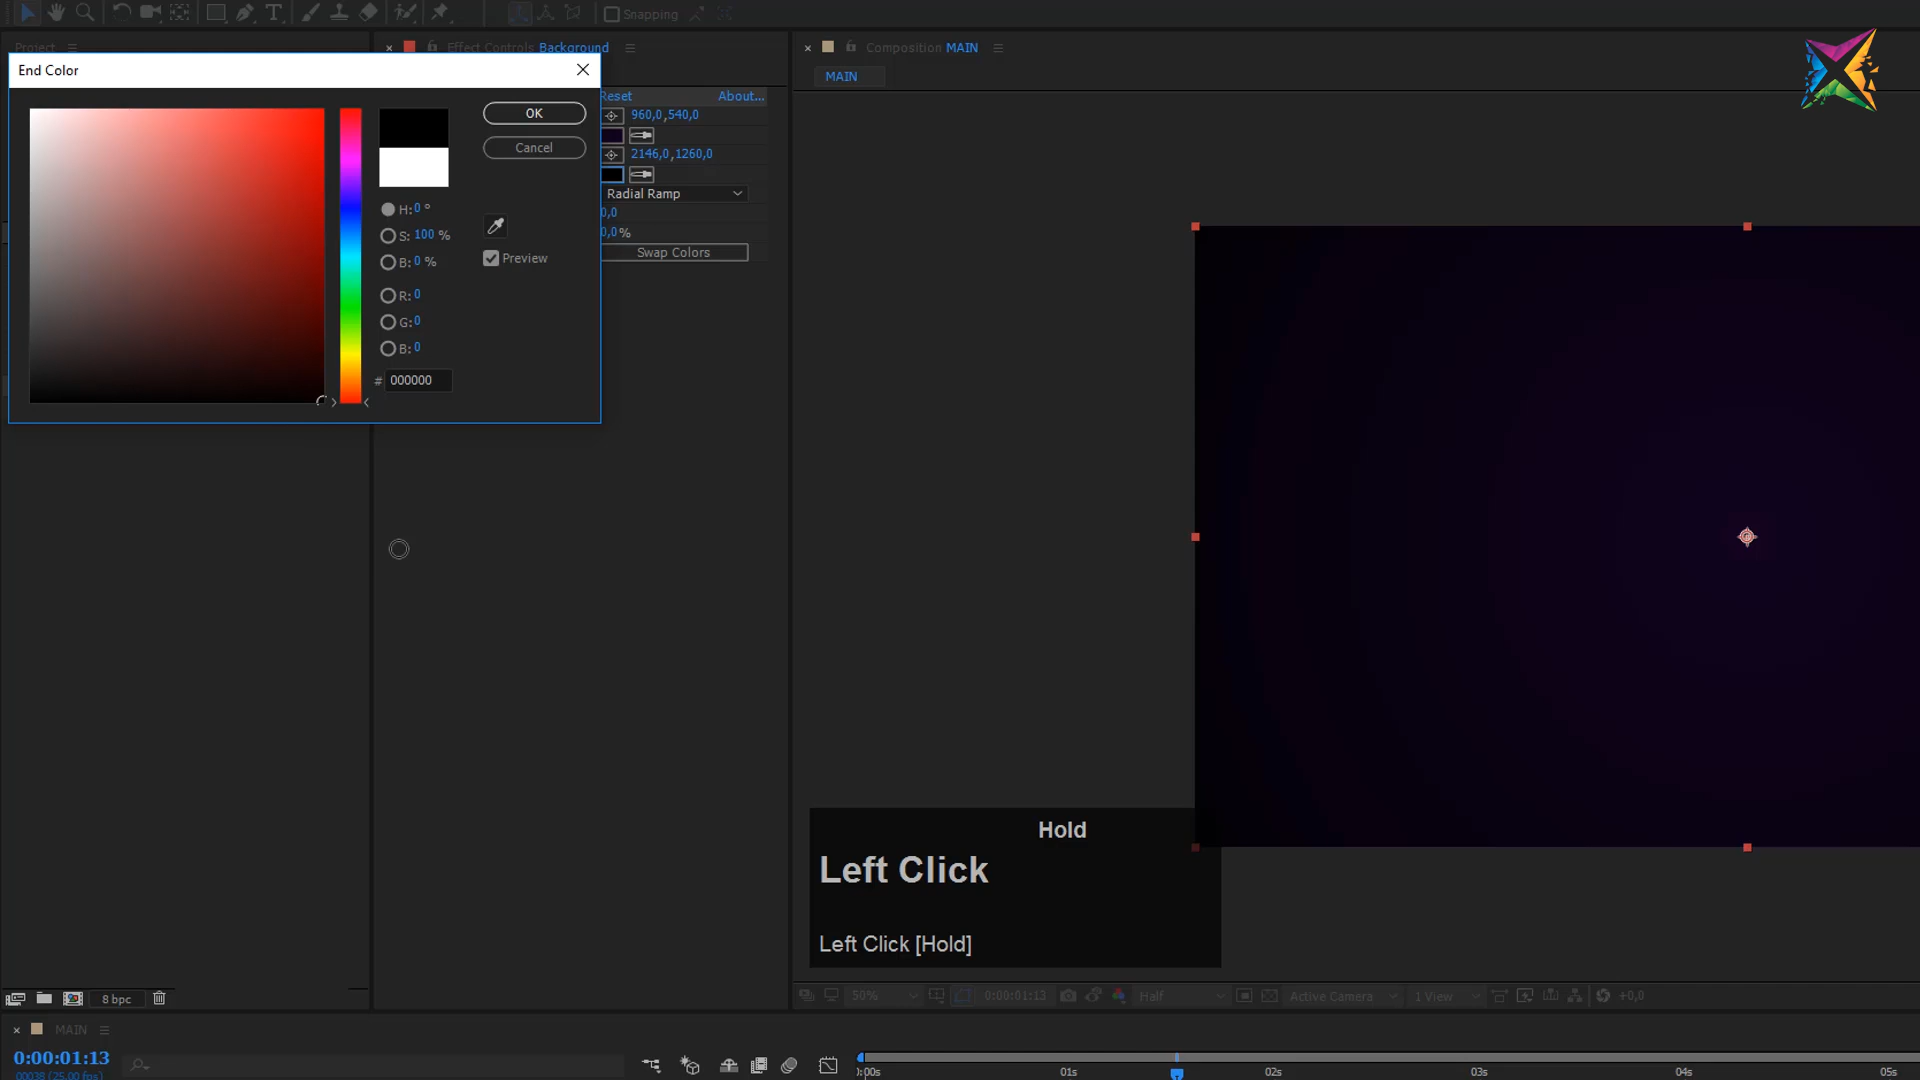 Snapping
Project
Effect Controls Background
Composition MAIN
End Color
MAIN
Reset
About...
OK
960,0,540,0
Cancel
2146,0,1260,0
Radial Ramp
H: 0 °
0,0
S: 100 %
0,0%
Swap Colors
B: 0 %
Preview
R: 0
G: 0
B: 0
# 000000
Hold
Left Click
Left Click [Hold]
8 bpc
50%
0:00:01:13
Half
Active Camera
1 View
+0,0
MAIN
0:00:01:13
00038 (25.00 fps)
:00s
01s
02s
03s
04s
05s